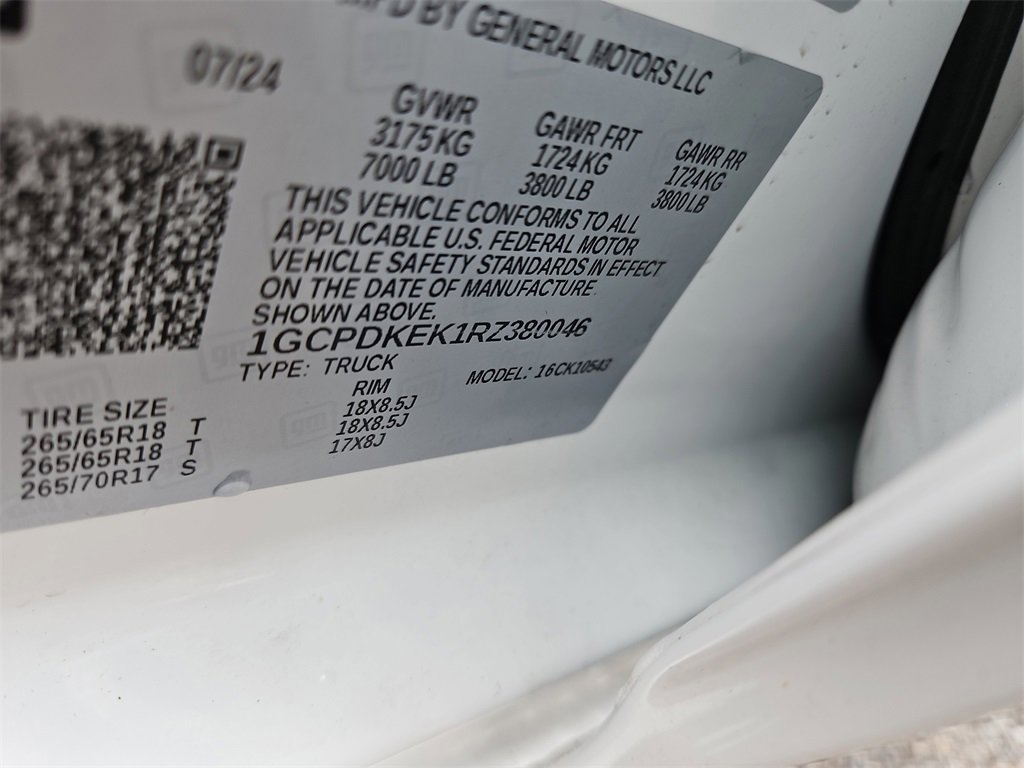 MFD BY GENERAL MOTORS LLC
07/24
GVWR GAWR FRT GAWR RR
3175KG 1724KG 1724KG
7000 LB 3800 LB 3800 LB
THIS VEHICLE CONFORMS TO ALL
APPLICABLE U.S. FEDERAL MOTOR
VEHICLE SAFETY STANDARDS IN EFFECT
ON THE DATE OF MANUFACTURE
SHOWN ABOVE.
1GCPDKEK1RZ380046
TYPE: TRUCK MODEL: 16CK10543
TIRE SIZE RIM
265/65R18 T 18X8.5J
265/65R18 T 18X8.5J
265/70R17 S 17X8J